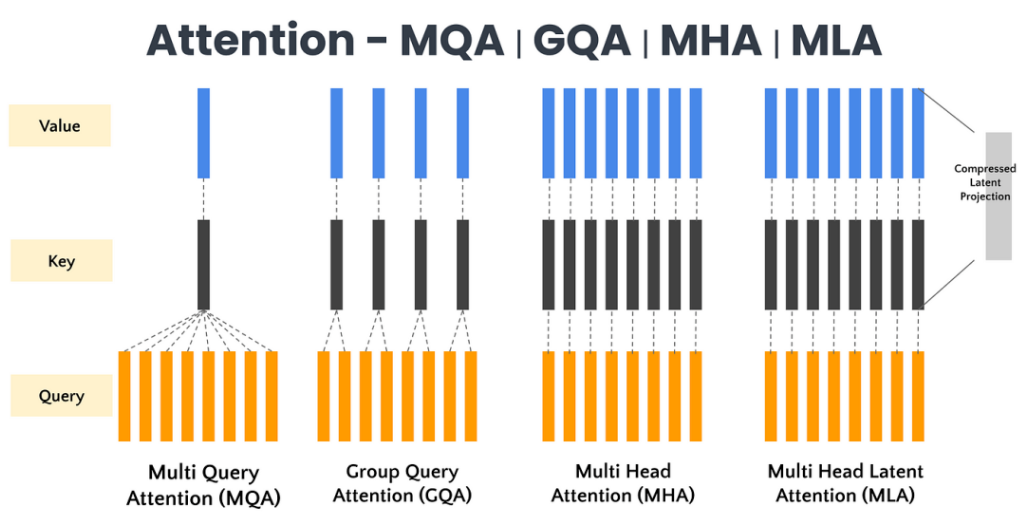 Attention – MQA | GQA | MHA | MLA
Value
Compressed
Latent
Projection
Key
Query
Multi Query
Attention (MQA)
Group Query
Attention (GQA)
Multi Head
Attention (MHA)
Multi Head Latent
Attention (MLA)